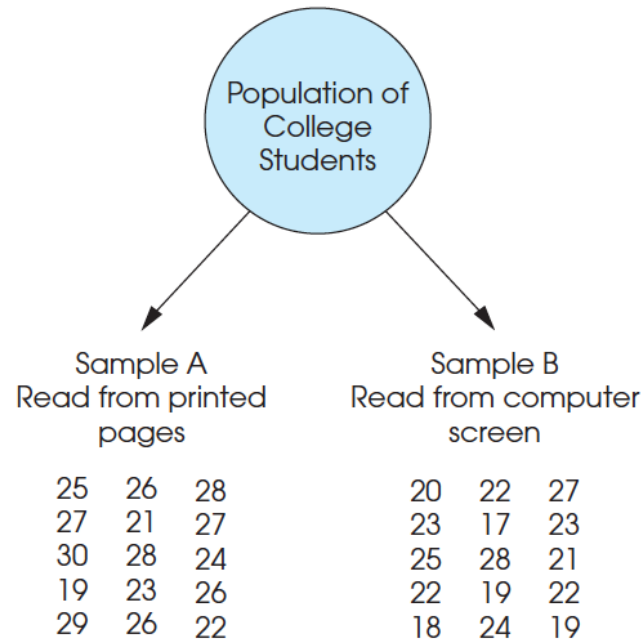 Population of
College
Students
Sample A
Read from printed
pages
25 26 28
27 21 27
30 28 24
19 23 26
29 26 22
Sample B
Read from computer
screen
20 22 27
23 17 23
25 28 21
22 19 22
18 24 19